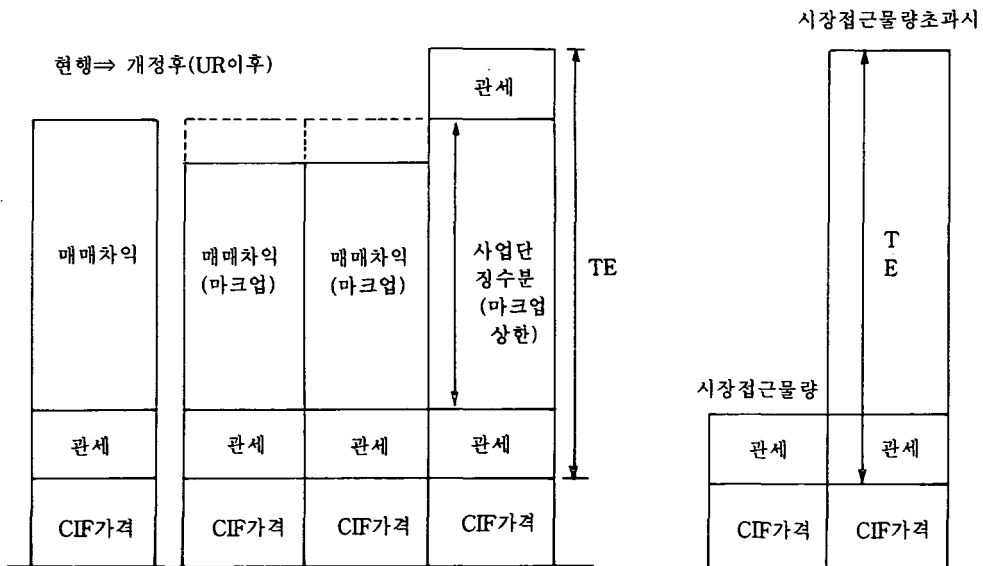 시장접근물량초과시
현행⇒ 개정후(UR이후)
관세
매매차익
매매차익
(마크업)
매매차익
(마크업)
사업단
징수분
(마크업
상한)
TE
T
E
시장접근물량
관세
관세
관세
관세
관세
관세
CIF가격
CIF가격
CIF가격
CIF가격
CIF가격
CIF가격